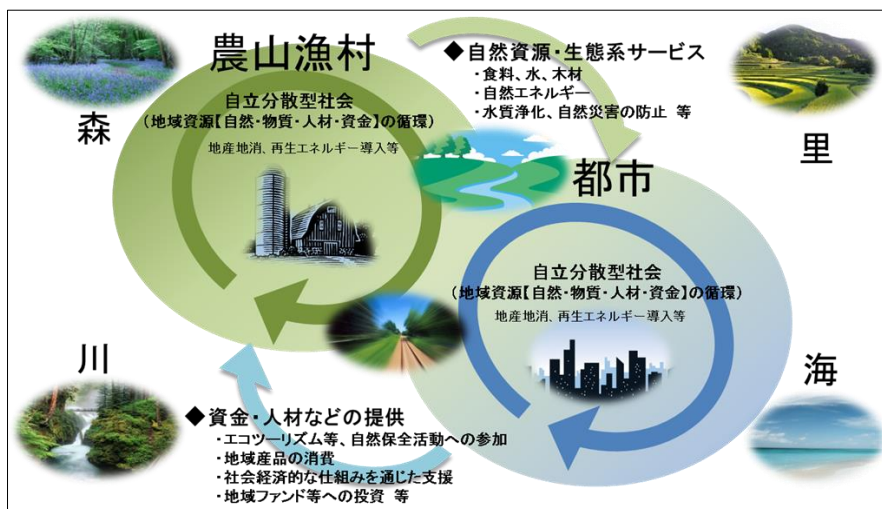 農山漁村
自立分散型社会
(地域資源【自然・物質・人材・資金】の循環)
地産地消、再生エネルギー導入等
◆自然資源・生態系サービス
・食料、水、木材
・自然エネルギー
・水質浄化、自然災害の防止 等
森
里
都市
自立分散型社会
(地域資源【自然・物質・人材・資金】の循環)
地産地消、再生エネルギー導入等
川
海
◆資金・人材などの提供
・エコツーリズム等、自然保全活動への参加
・地域産品の消費
・社会経済的な仕組みを通じた支援
・地域ファンド等への投資 等